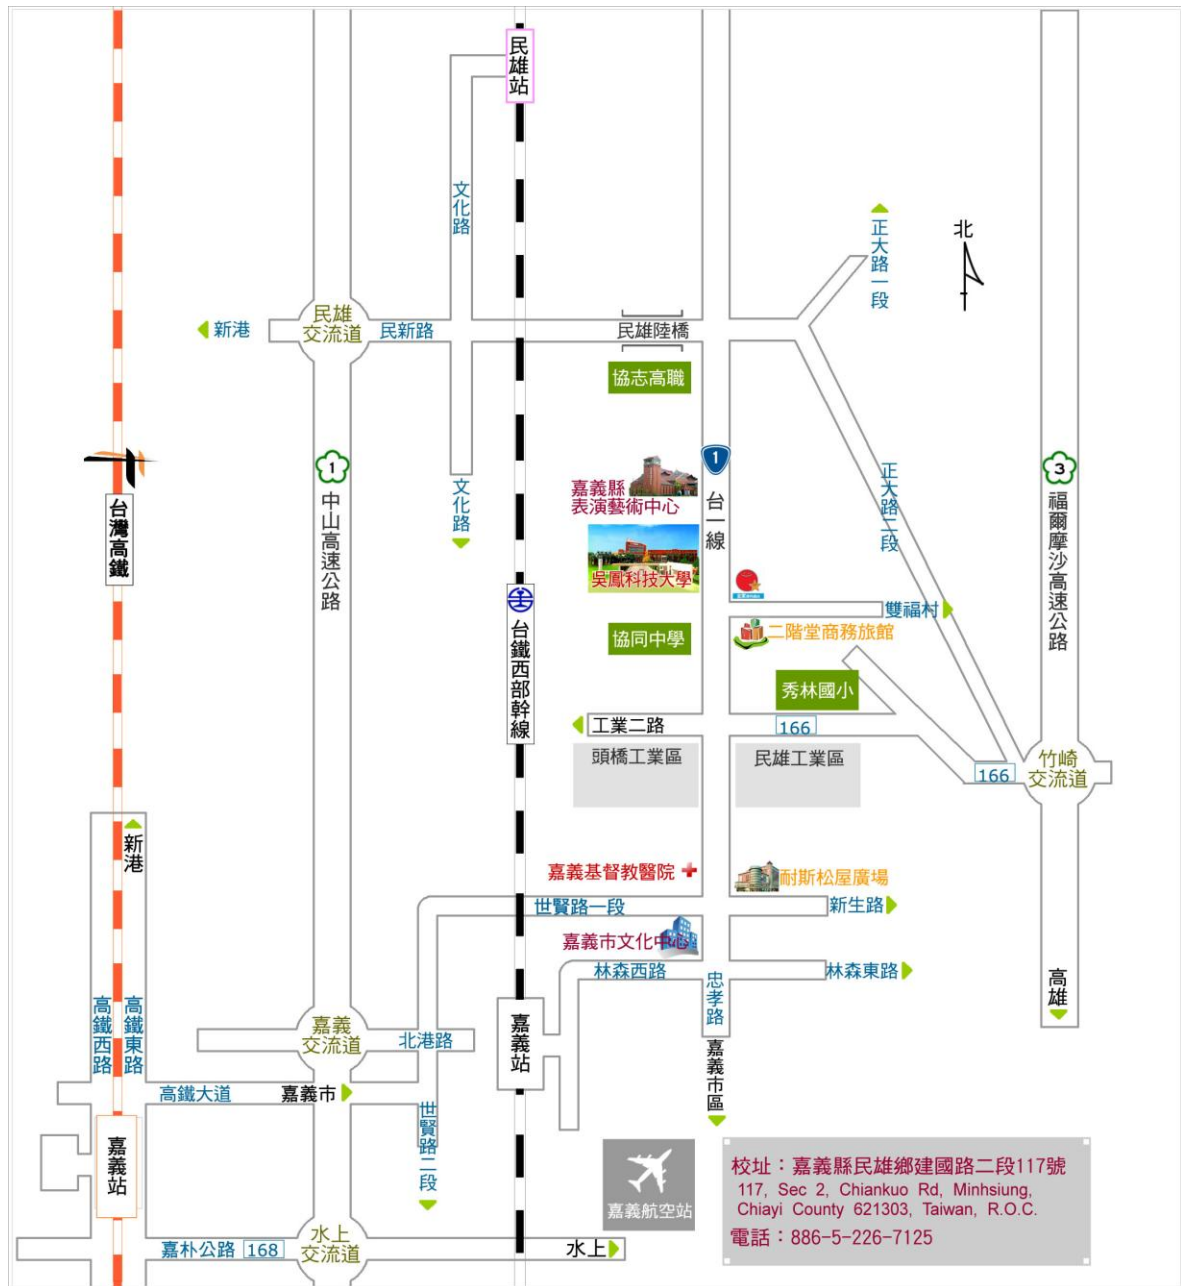 民雄站
文化路
正大路一段
北
新港
民雄
交流道
民新路
民雄陸橋
協志高職
1
中山高速公路
台灣高鐵
文化路
嘉義縣
表演藝術中心
吳鳳科技大學
1
台一線
正大路二段
3
福爾摩沙高速公路
台鐵西部幹線
雙福村
二階堂商務旅館
協同中學
秀林國小
工業二路
166
頭橋工業區
民雄工業區
166
竹崎
交流道
新港
嘉義基督教醫院
耐斯松屋廣場
世賢路一段
新生路
嘉義市文化中心
林森西路
林森東路
忠孝路
高雄
高鐵西路
高鐵東路
嘉義
交流道
北港路
嘉義站
嘉義市區
高鐵大道
嘉義市
世賢路二段
嘉義站
嘉義航空站
校址：嘉義縣民雄鄉建國路二段117號
117, Sec 2, Chiankuo Rd, Minhsiung,
Chiayi County 621303, Taiwan, R.O.C.
電話：886-5-226-7125
嘉朴公路 168
水上
交流道
水上